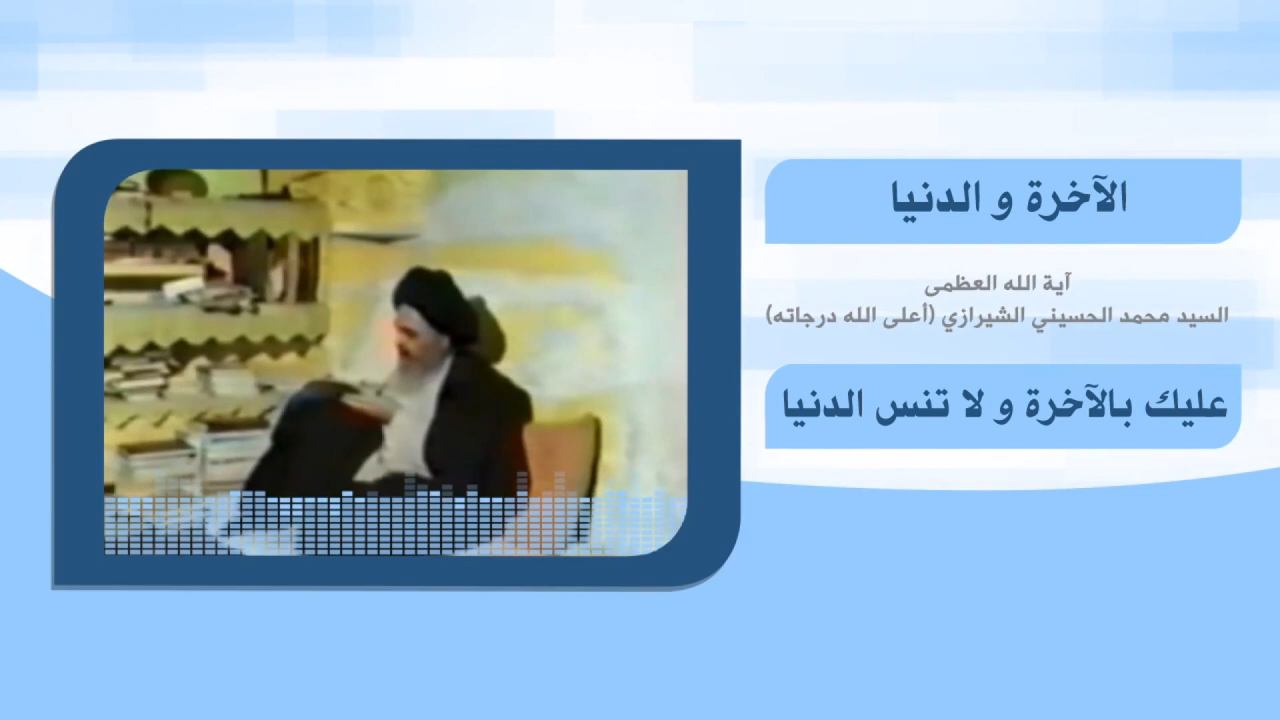 الآخرة و الدنيا
آية الله العظمى
السيد محمد الحسيني الشيرازي (أعلى الله درجاته)
عليك بالآخرة و لا تنس الدنيا